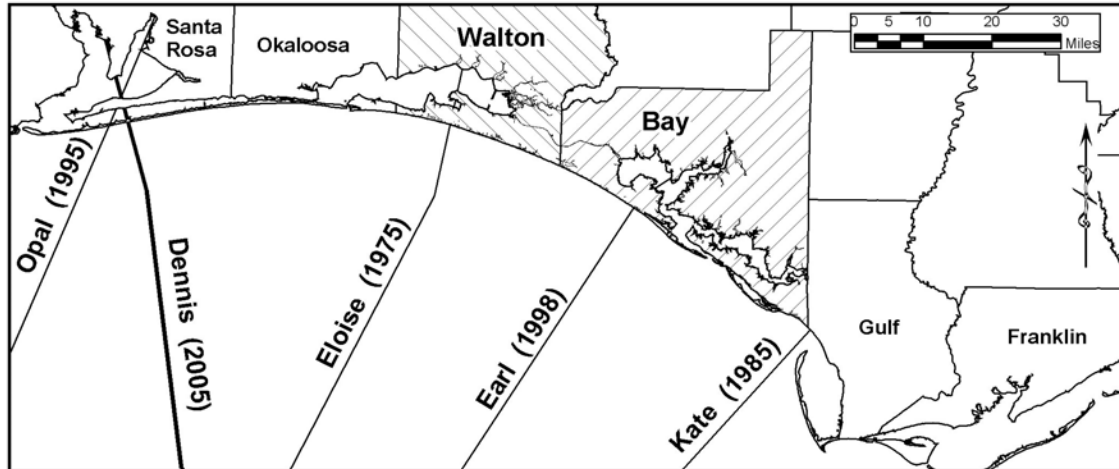 Santa
Rosa
Okaloosa
Walton
0 5 10 20 30
Miles
Bay
Opal (1995)
Dennis (2005)
Eloise (1975)
Earl (1998)
Kate (1985)
Gulf
Franklin